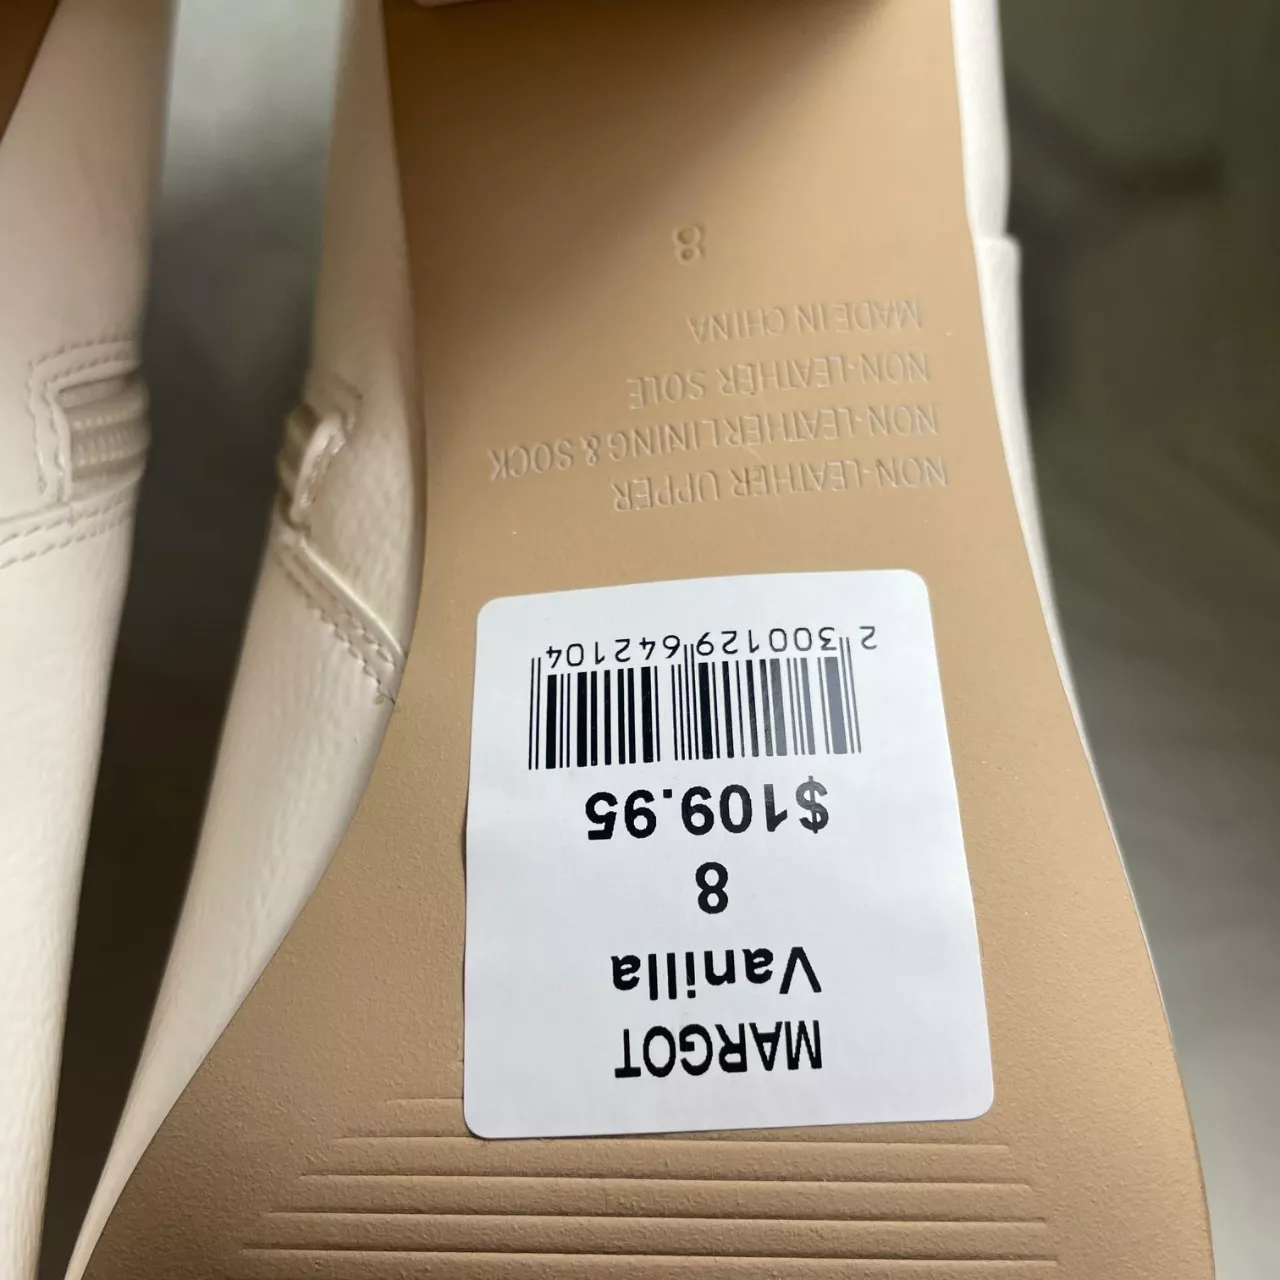 MARGOT
Vanilla
8
$109.95
2 300129 642104
NON-LEATHER UPPER
NON-LEATHER LINING & SOCK
NON-LEATHER SOLE
MADE IN CHINA
8